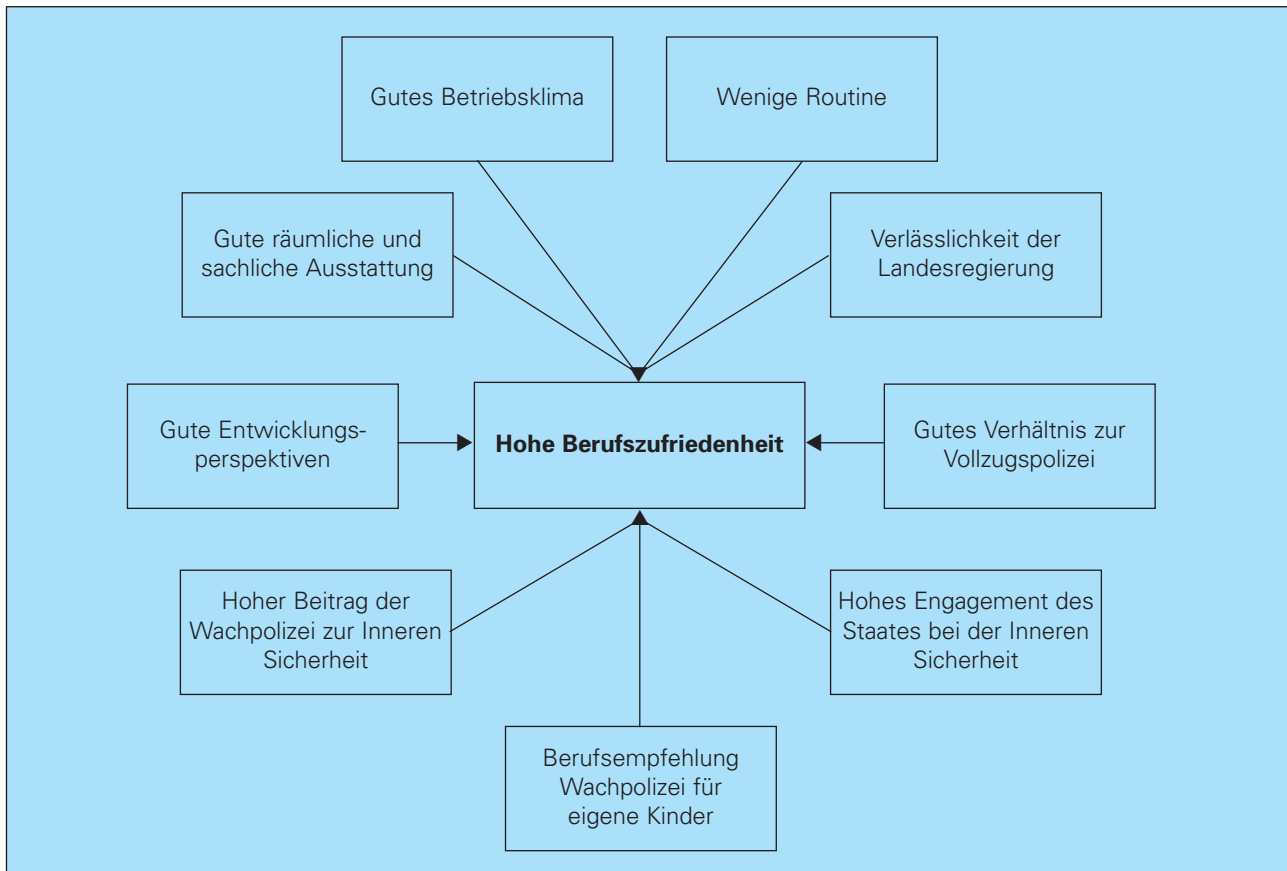 Gutes Betriebsklima
Wenige Routine
Gute räumliche und
sachliche Ausstattung
Verlässlichkeit der
Landesregierung
Gute Entwicklungs-
perspektiven
Hohe Berufszufriedenheit
Gutes Verhältnis zur
Vollzugspolizei
Hoher Beitrag der
Wachpolizei zur Inneren
Sicherheit
Hohes Engagement des
Staates bei der Inneren
Sicherheit
Berufsempfehlung
Wachpolizei für
eigene Kinder